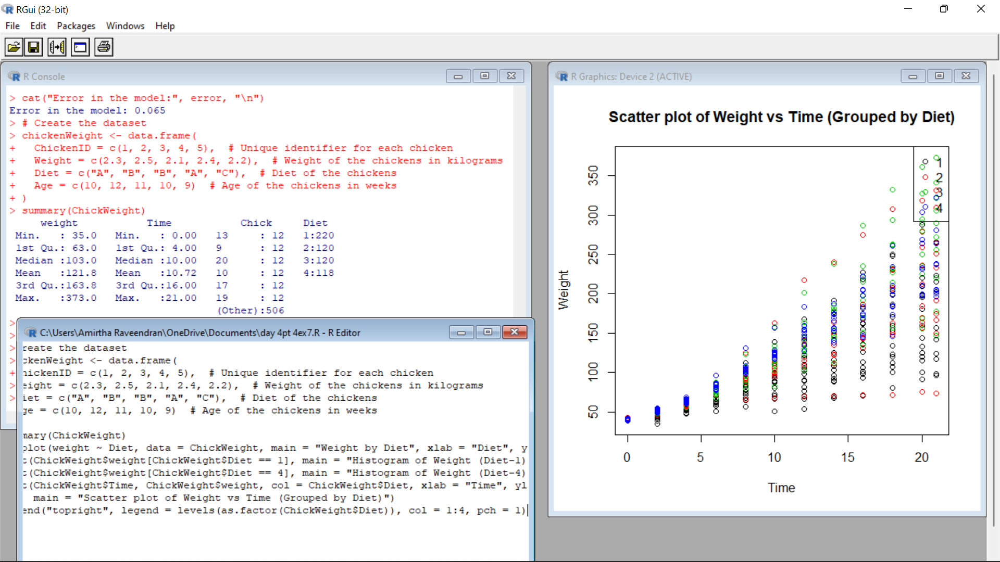 RGui (32-bit)
File Edit Packages Windows Help
R Console
> cat("Error in the model:", error, "\n")
Error in the model: 0.065
> # Create the dataset
> chickenWeight <- data.frame(
+   ChickenID = c(1, 2, 3, 4, 5),  # Unique identifier for each chicken
+   Weight = c(2.3, 2.5, 2.1, 2.4, 2.2),  # Weight of the chickens in kilograms
+   Diet = c("A", "B", "B", "A", "C"),  # Diet of the chickens
+   Age = c(10, 12, 11, 10, 9)  # Age of the chickens in weeks
+ )
> summary(ChickWeight)
weight Time Chick Diet
Min.   : 35.0   Min.   : 0.00   13     : 12   1:220
1st Qu.: 63.0   1st Qu.: 4.00   9      : 12   2:120
Median :103.0   Median :10.00   20     : 12   3:120
Mean   :121.8   Mean   :10.72   10     : 12   4:118
3rd Qu.:163.8   3rd Qu.:16.00   17     : 12
Max.   :373.0   Max.   :21.00   19     : 12
(Other):506
>
>
>
>
+
>
>
C:\Users\Amirtha Raveendran\OneDrive\Documents\day 4pt 4ex7.R - R Editor
reate the dataset
ckenWeight <- data.frame(
hickenID = c(1, 2, 3, 4, 5),  # Unique identifier for each chicken
eight = c(2.3, 2.5, 2.1, 2.4, 2.2),  # Weight of the chickens in kilograms
iet = c("A", "B", "B", "A", "C"),  # Diet of the chickens
ge = c(10, 12, 11, 10, 9)  # Age of the chickens in weeks
mary(ChickWeight)
plot(weight ~ Diet, data = ChickWeight, main = "Weight by Diet", xlab = "Diet", y
t(ChickWeight$weight[ChickWeight$Diet == 1], main = "Histogram of Weight (Diet-1)
t(ChickWeight$weight[ChickWeight$Diet == 4], main = "Histogram of Weight (Diet-4)
t(ChickWeight$Time, ChickWeight$weight, col = ChickWeight$Diet, xlab = "Time", yl
main = "Scatter plot of Weight vs Time (Grouped by Diet)")
end("topright", legend = levels(as.factor(ChickWeight$Diet)), col = 1:4, pch = 1)
R Graphics: Device 2 (ACTIVE)
Scatter plot of Weight vs Time (Grouped by Diet)
1
2
3
4
350
300
250
200
150
100
50
Weight
0 5 10 15 20
Time